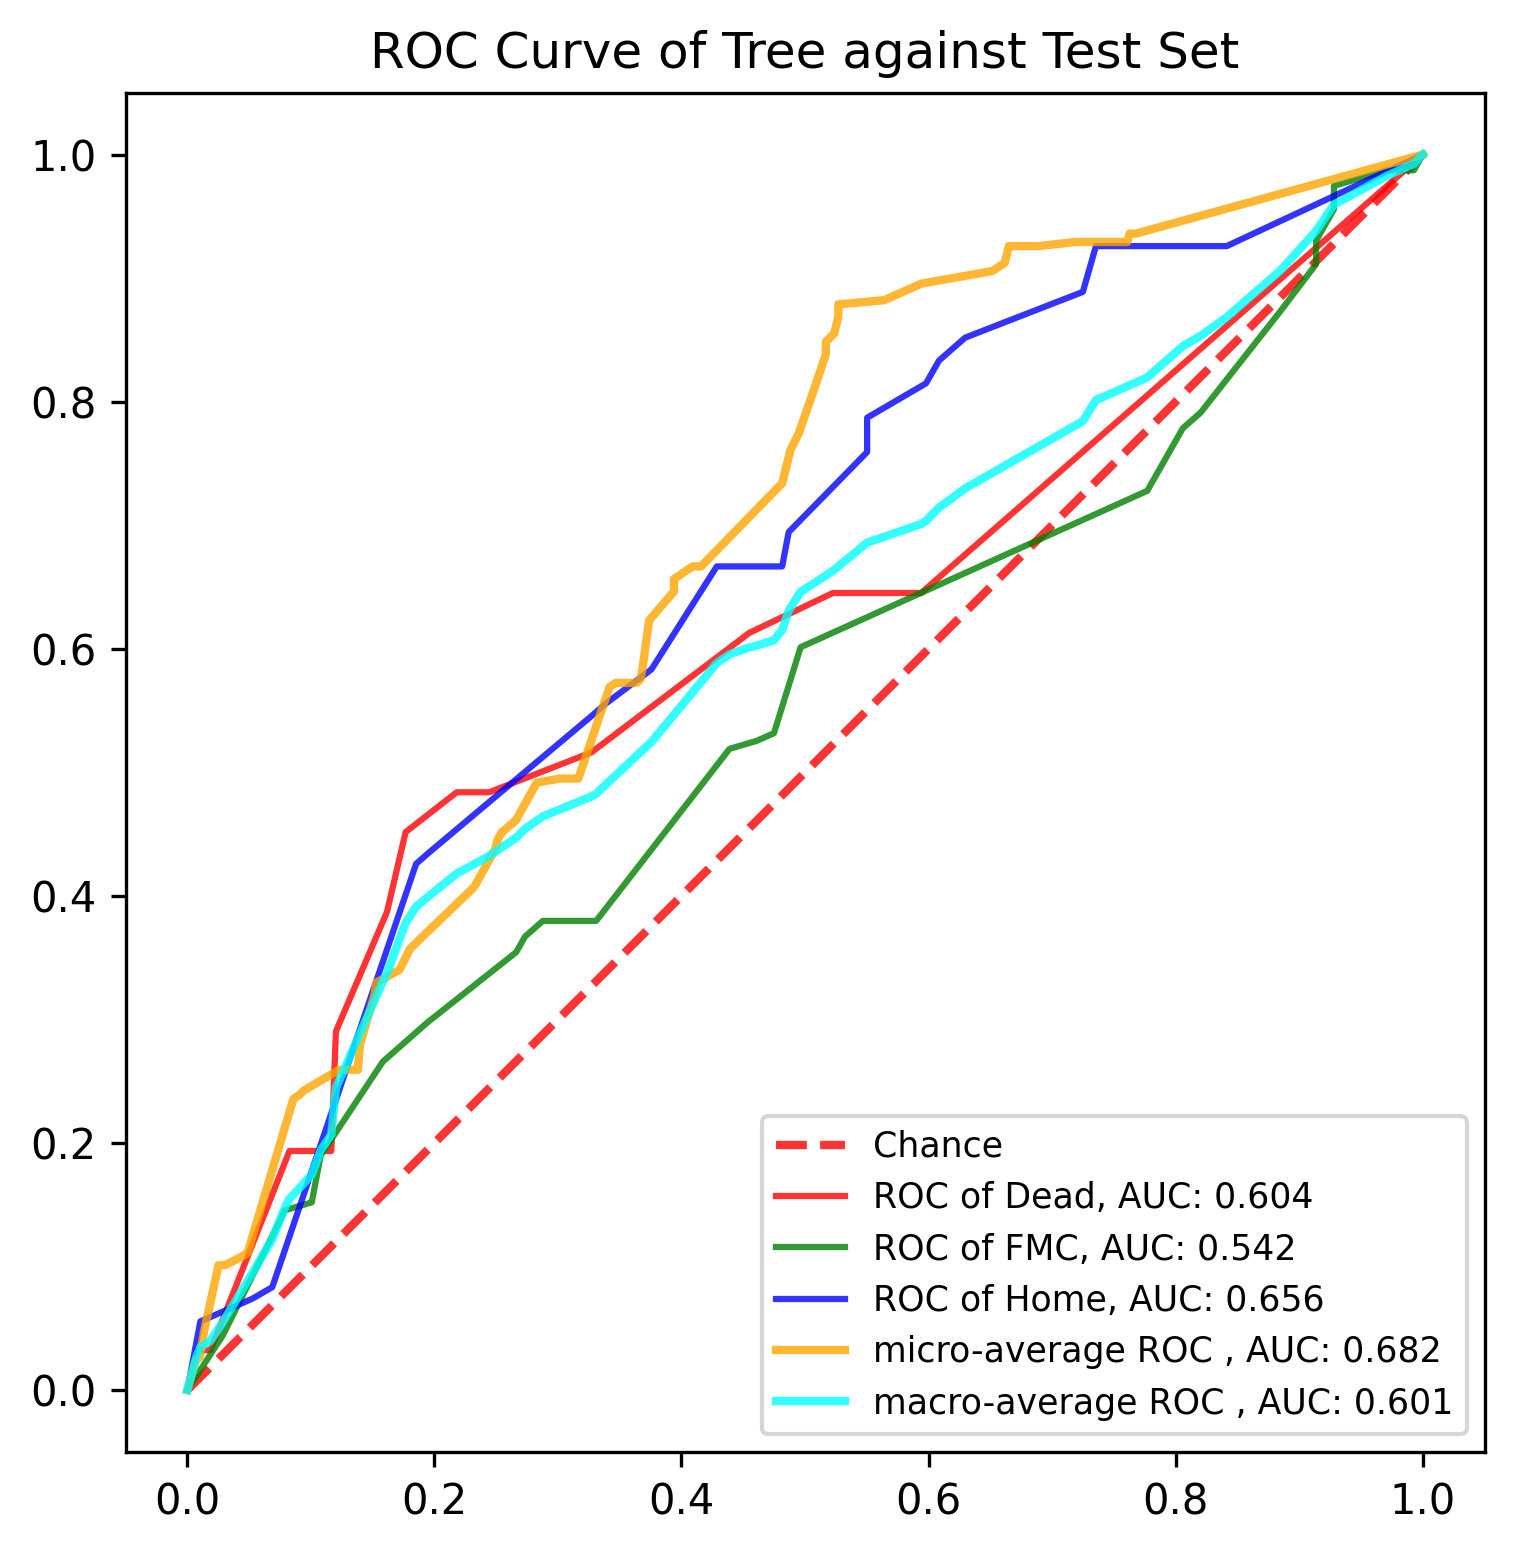 ROC Curve of Tree against Test Set
1.0
0.8
0.6
0.4
0.2
0.0
Chance
ROC of Dead, AUC: 0.604
ROC of FMC, AUC: 0.542
ROC of Home, AUC: 0.656
micro-average ROC , AUC: 0.682
macro-average ROC , AUC: 0.601
0.0 0.2 0.4 0.6 0.8 1.0